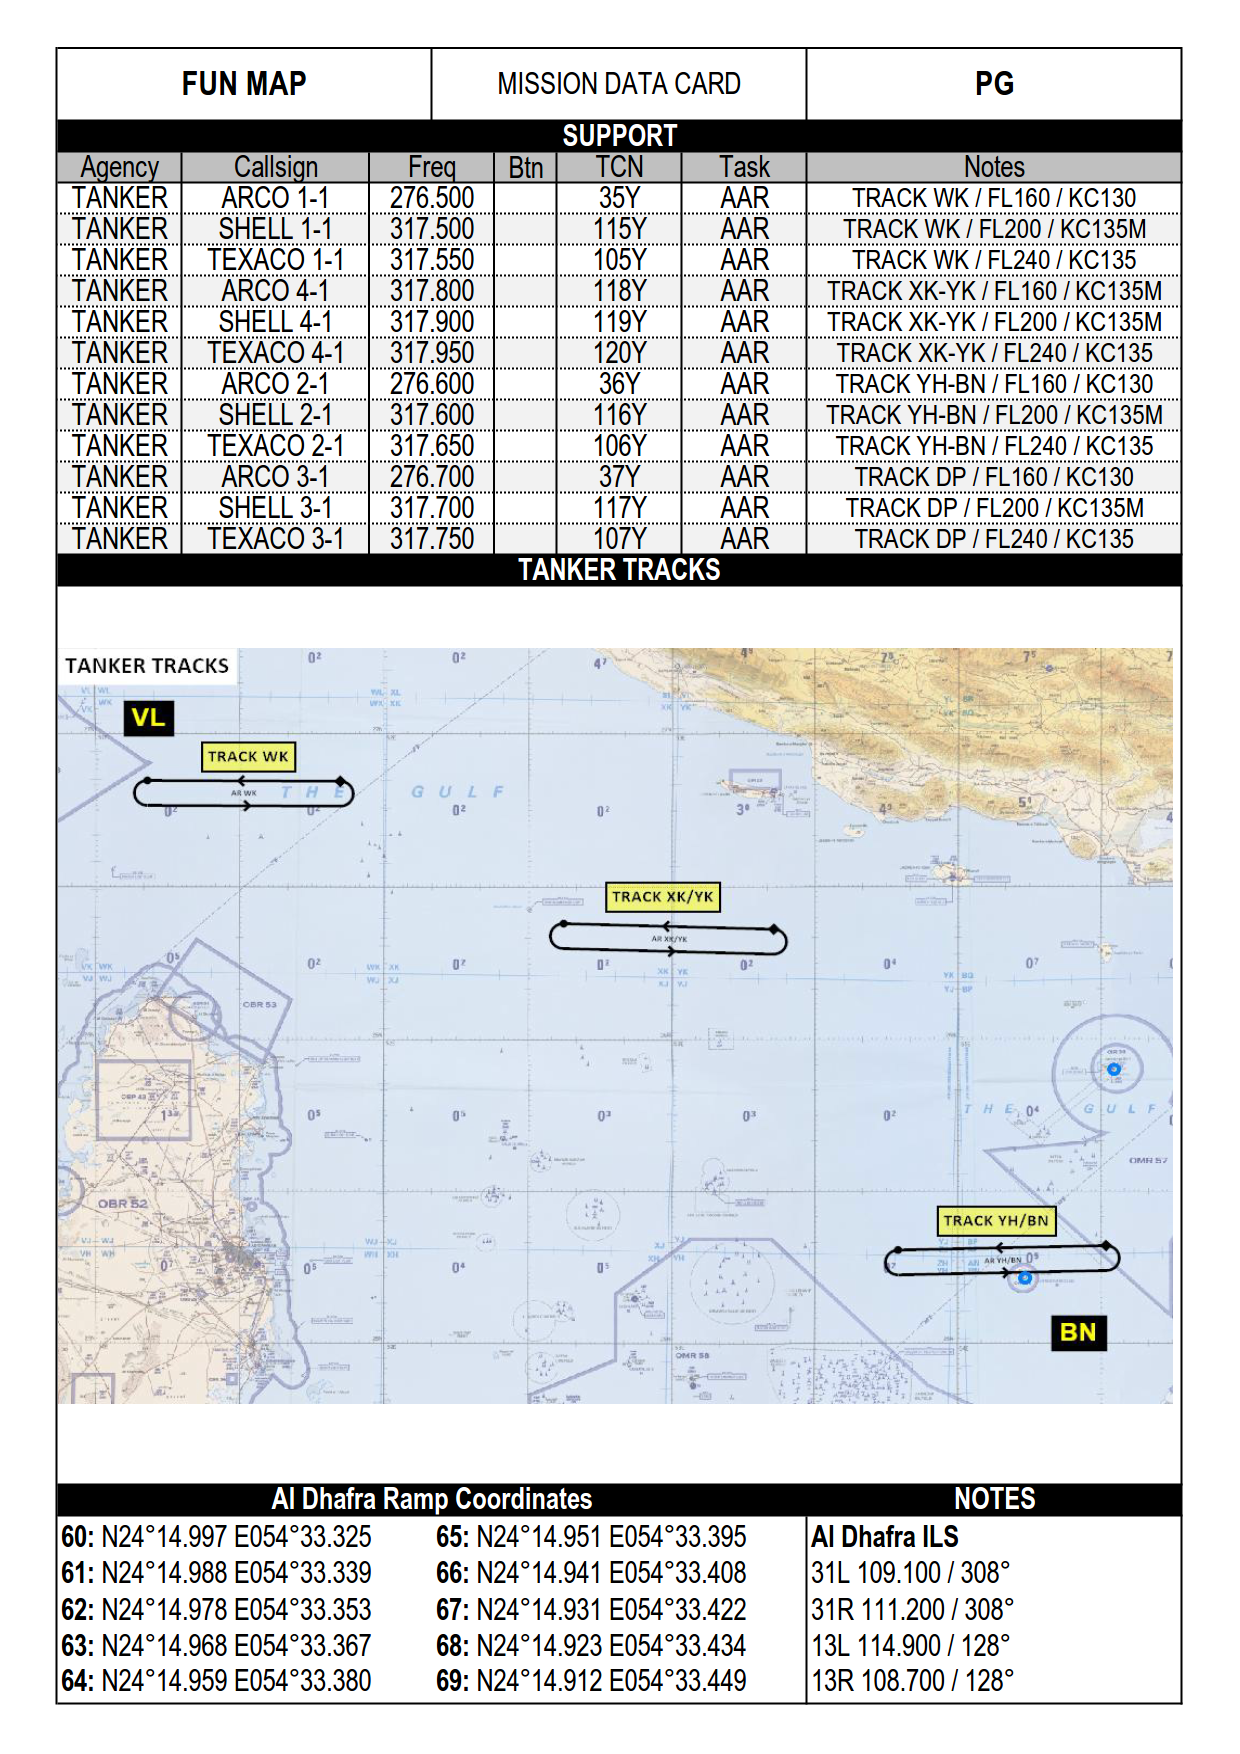 FUN MAP MISSION DATA CARD PG
SUPPORT
Agency Callsign Freq Btn TCN Task Notes
TANKER ARCO 1-1 276.500 35Y AAR TRACK WK / FL160 / KC130
TANKER SHELL 1-1 317.500 115Y AAR TRACK WK / FL200 / KC135M
TANKER TEXACO 1-1 317.550 105Y AAR TRACK WK / FL240 / KC135
TANKER ARCO 4-1 317.800 118Y AAR TRACK XK-YK / FL160 / KC135M
TANKER SHELL 4-1 317.900 119Y AAR TRACK XK-YK / FL200 / KC135M
TANKER TEXACO 4-1 317.950 120Y AAR TRACK XK-YK / FL240 / KC135
TANKER ARCO 2-1 276.600 36Y AAR TRACK YH-BN / FL160 / KC130
TANKER SHELL 2-1 317.600 116Y AAR TRACK YH-BN / FL200 / KC135M
TANKER TEXACO 2-1 317.650 106Y AAR TRACK YH-BN / FL240 / KC135
TANKER ARCO 3-1 276.700 37Y AAR TRACK DP / FL160 / KC130
TANKER SHELL 3-1 317.700 117Y AAR TRACK DP / FL200 / KC135M
TANKER TEXACO 3-1 317.750 107Y AAR TRACK DP / FL240 / KC135
TANKER TRACKS
TANKER TRACKS
VL
TRACK WK
AR WK
THE GULF
TRACK XK/YK
AR XK/YK
OBR 53
THE GULF
OMR 57
OBR 52
TRACK YH/BN
AR YH/BN
BN
OMR 58
Al Dhafra Ramp Coordinates NOTES
60: N24°14.997 E054°33.325 65: N24°14.951 E054°33.395 Al Dhafra ILS
61: N24°14.988 E054°33.339 66: N24°14.941 E054°33.408 31L 109.100 / 308°
62: N24°14.978 E054°33.353 67: N24°14.931 E054°33.422 31R 111.200 / 308°
63: N24°14.968 E054°33.367 68: N24°14.923 E054°33.434 13L 114.900 / 128°
64: N24°14.959 E054°33.380 69: N24°14.912 E054°33.449 13R 108.700 / 128°